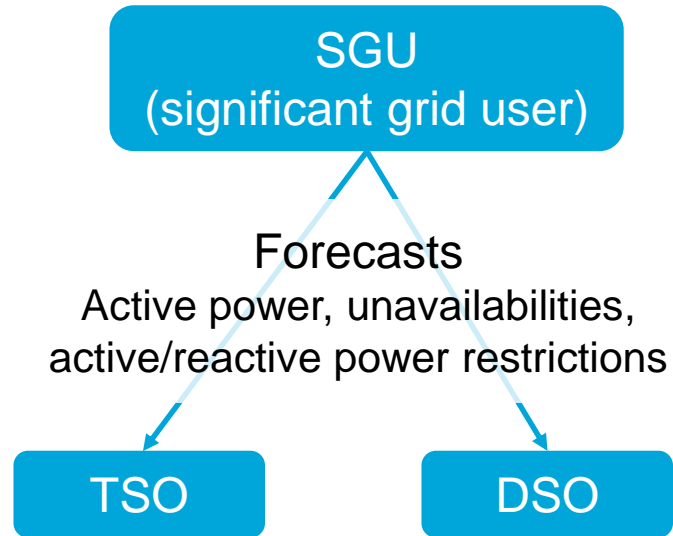 SGU
(significant grid user)
Forecasts
Active power, unavailabilities,
active/reactive power restrictions
TSO
DSO